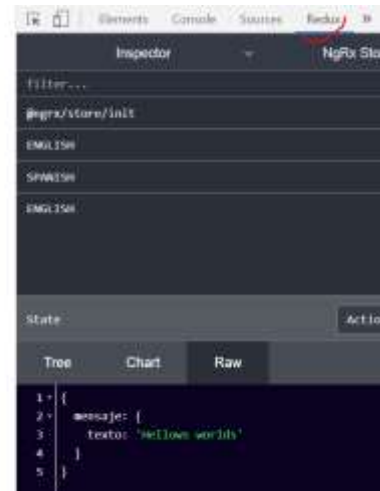 Elements Console Sources Redux »
Inspector NgRx Sto
filter...
@ngrx/store/init
ENGLISH
SPANISH
ENGLISH
State Actio
Tree Chart Raw
1 {
2 mensaje: {
3 texto: 'Hellows worlds'
4 }
5 }